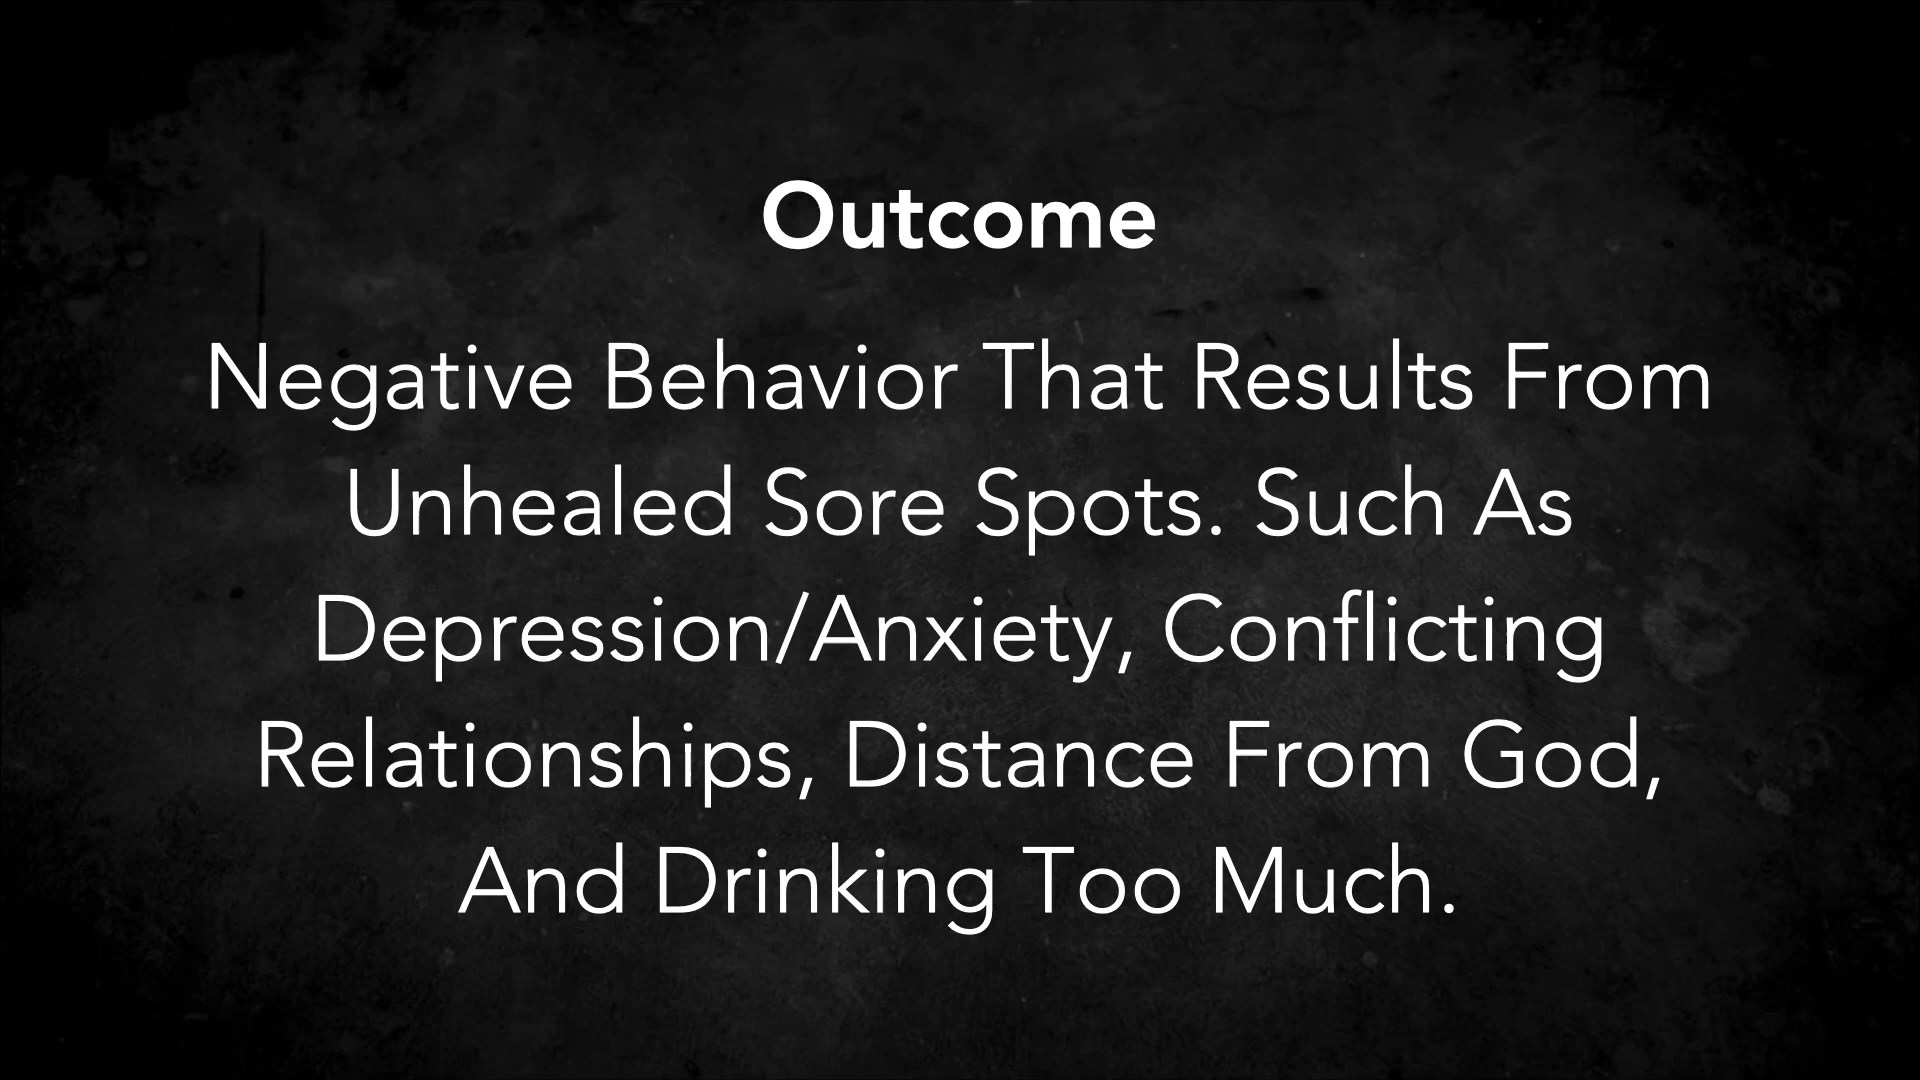 Outcome
Negative Behavior That Results From
Unhealed Sore Spots. Such As
Depression/Anxiety, Conflicting
Relationships, Distance From God,
And Drinking Too Much.